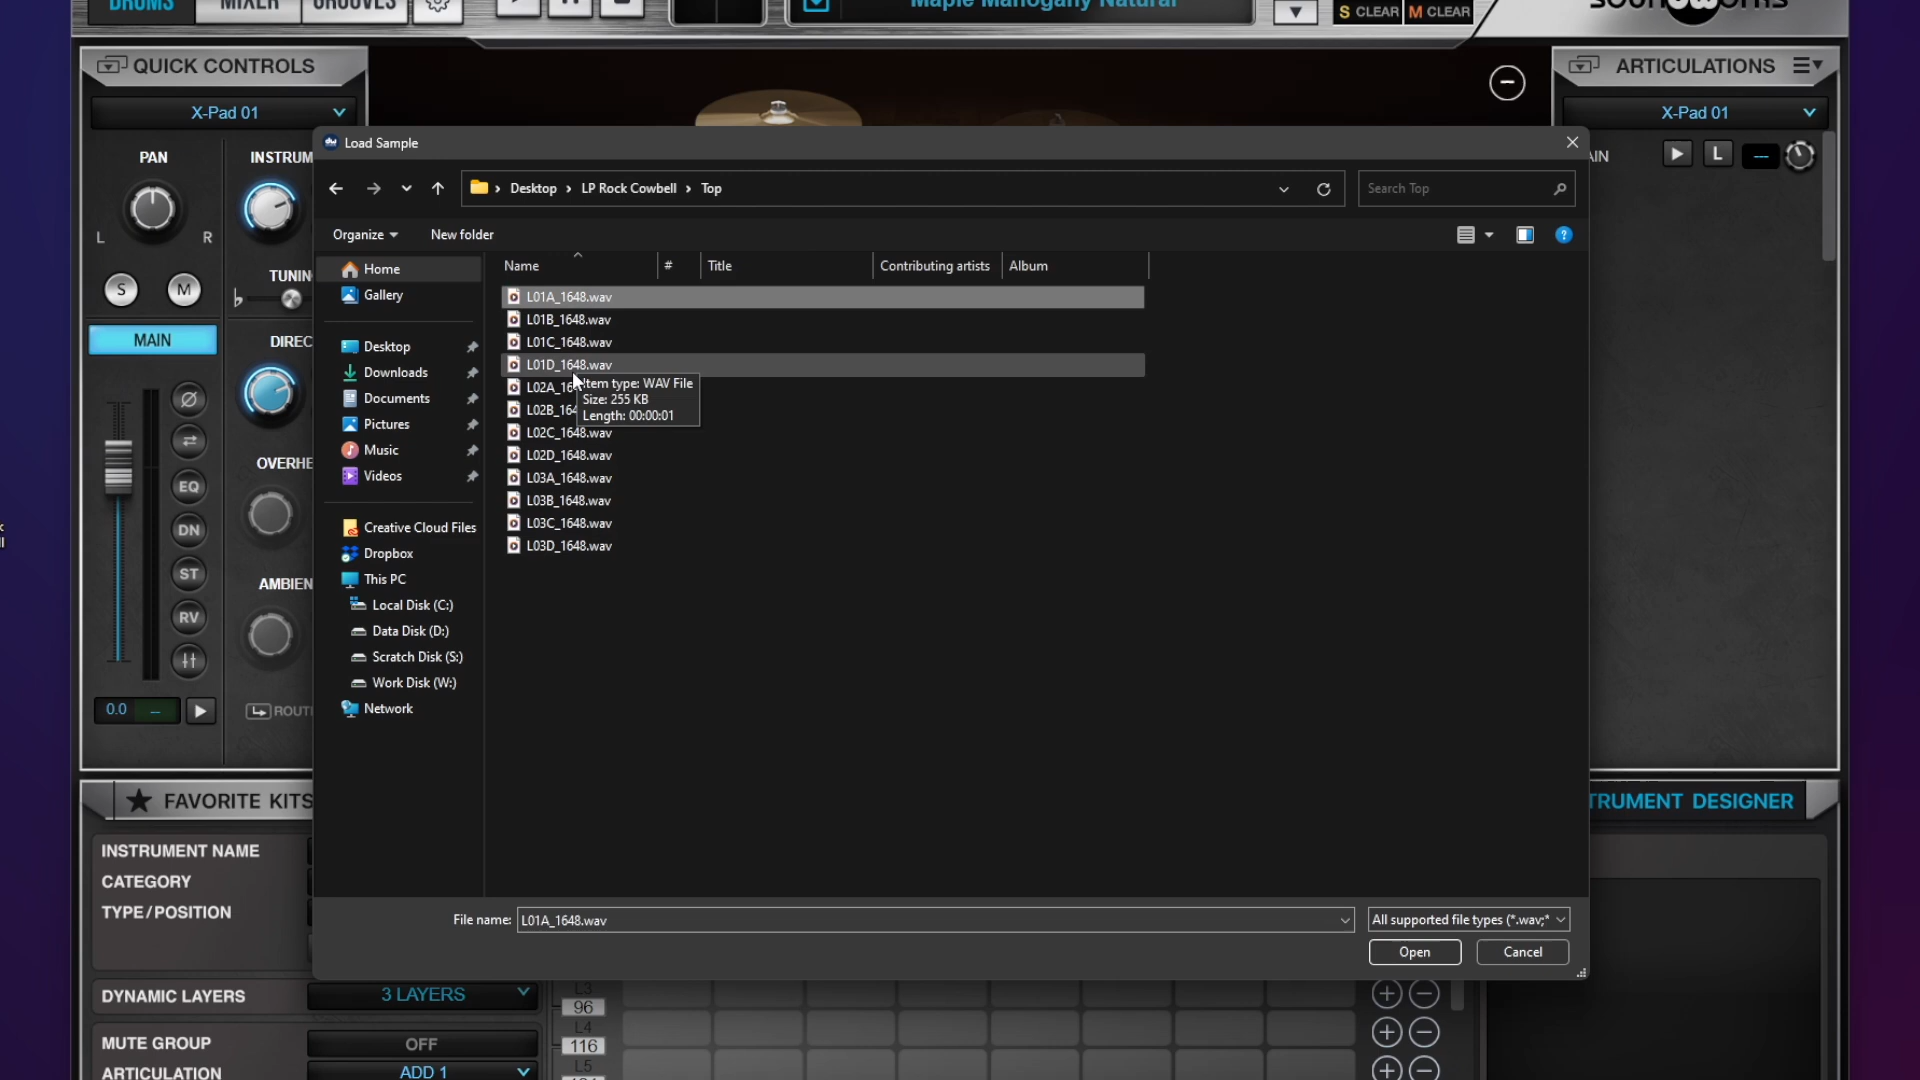 DRUMS
MIXER
GROOVES
Maple Mahogany Natural
S CLEAR
M CLEAR
QUICK CONTROLS
ARTICULATIONS
X-Pad 01
X-Pad 01
Load Sample
PAN
INSTRUM
L
R
S
M
TUNIN
MAIN
DIREC
OVERHE
EQ
DN
ST
AMBIEN
RV
0.0
--
ROUTI
AIN
L
---
Desktop
LP Rock Cowbell
Top
Search Top
Organize
New folder
Home
Gallery
Desktop
Downloads
Documents
Pictures
Music
Videos
Creative Cloud Files
Dropbox
This PC
Local Disk (C:)
Data Disk (D:)
Scratch Disk (S:)
Work Disk (W:)
Network
Name
#
Title
Contributing artists
Album
L01A_1648.wav
L01B_1648.wav
L01C_1648.wav
L01D_1648.wav
L02A_16
L02B_164
L02C_1648.wav
L02D_1648.wav
L03A_1648.wav
L03B_1648.wav
L03C_1648.wav
L03D_1648.wav
Item type: WAV File
Size: 255 KB
Length: 00:00:01
File name:
L01A_1648.wav
All supported file types (*.wav;*
Open
Cancel
FAVORITE KITS
TRUMENT DESIGNER
INSTRUMENT NAME
CATEGORY
TYPE/POSITION
DYNAMIC LAYERS
3 LAYERS
MUTE GROUP
OFF
ARTICULATION
ADD 1
L3
96
L4
116
L5